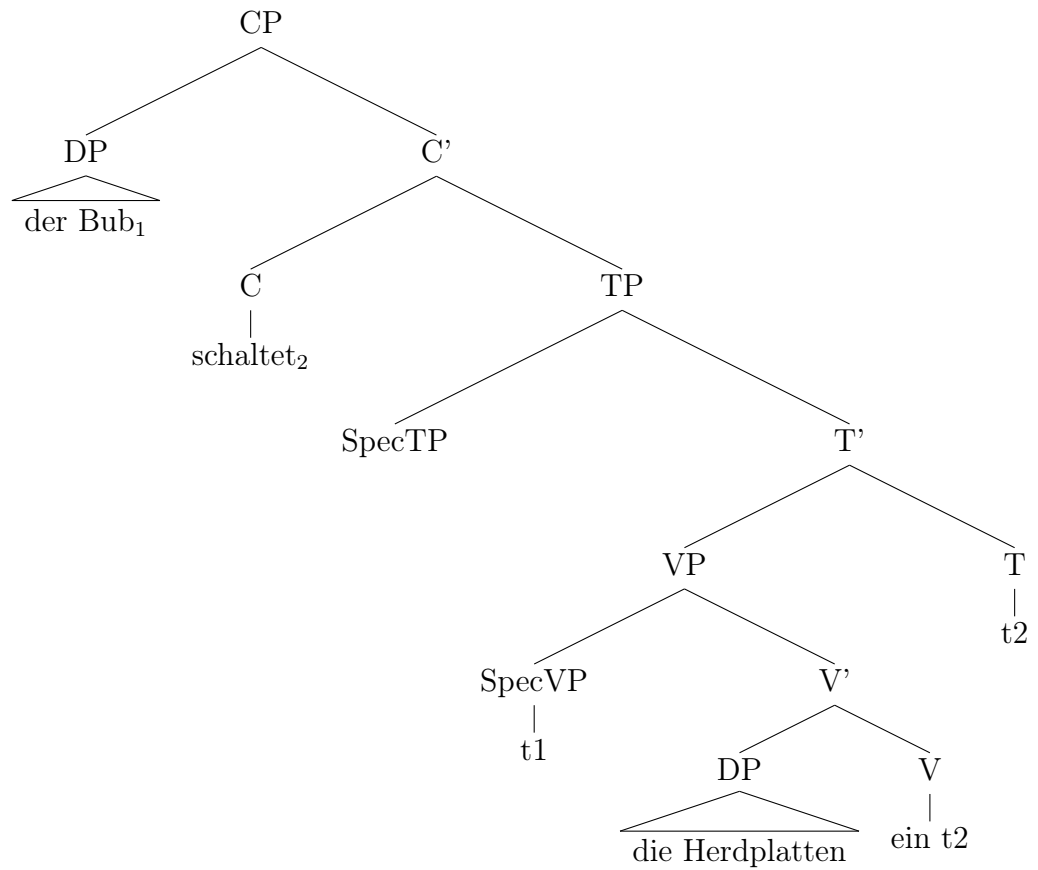 CP
DP
C'
der Bub₁
C
TP
schaltet₂
SpecTP
T'
VP
T
t2
SpecVP
V'
t1
DP
V
die Herdplatten
ein t2